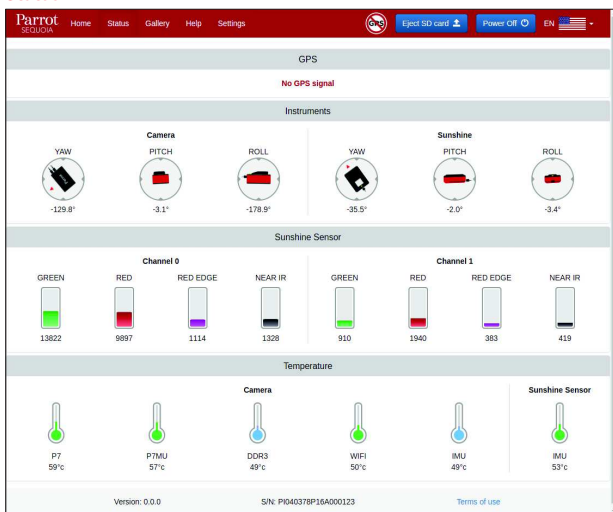 Parrot
SEQUOIA
Home Status Gallery Help Settings
GPS
Eject SD card
Power Off
EN
GPS
No GPS signal
Instruments
Camera Sunshine
YAW PITCH ROLL YAW PITCH ROLL
-129.8° -3.1° -178.9° -35.5° -2.0° -3.4°
Sunshine Sensor
Channel 0 Channel 1
GREEN RED RED EDGE NEAR IR GREEN RED RED EDGE NEAR IR
13822 9897 1114 1328 910 1940 383 419
Temperature
Camera Sunshine Sensor
P7 P7MU DDR3 WIFI IMU IMU
59°c 57°c 49°c 50°c 49°c 53°c
Version: 0.0.0 S/N: PI040378P16A000123 Terms of use